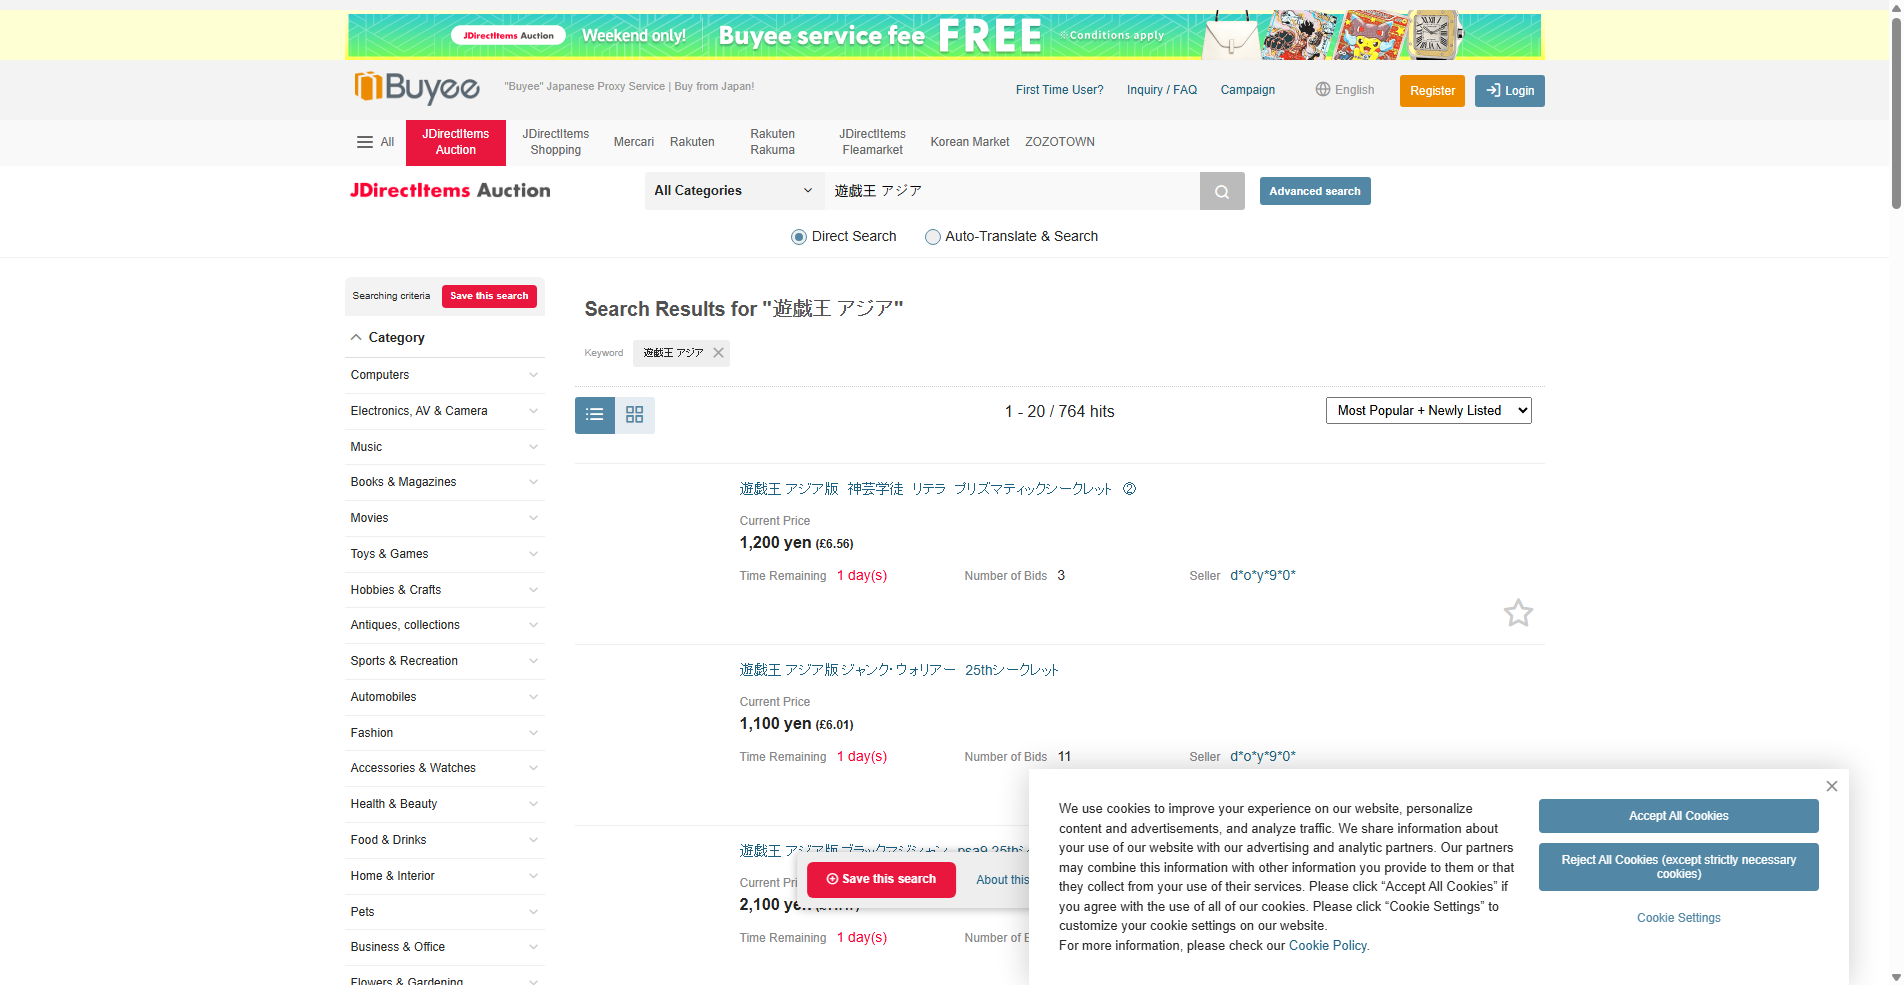 JDirectItems Auction Weekend only! Buyee service fee FREE ※Conditions apply
Buyee "Buyee" Japanese Proxy Service | Buy from Japan! First Time User? Inquiry / FAQ Campaign English Register Login
All JDirectItems Auction JDirectItems Shopping Mercari Rakuten Rakuten Rakuma JDirectItems Fleamarket Korean Market ZOZOTOWN
JDirectItems Auction All Categories 遊戯王 アジア Advanced search
Direct Search Auto-Translate & Search
Searching criteria Save this search
Category
Computers
Electronics, AV & Camera
Music
Books & Magazines
Movies
Toys & Games
Hobbies & Crafts
Antiques, collections
Sports & Recreation
Automobiles
Fashion
Accessories & Watches
Health & Beauty
Food & Drinks
Home & Interior
Pets
Business & Office
Flowers & Gardening
Search Results for "遊戯王 アジア"
Keyword 遊戯王 アジア
1 - 20 / 764 hits Most Popular + Newly Listed
遊戯王 アジア版 神芸学徒 リテラ プリズマティックシークレット ②
Current Price
1,200 yen (£6.56)
Time Remaining 1 day(s) Number of Bids 3 Seller d*o*y*9*0*
遊戯王 アジア版 ジャンク・ウォリアー 25thシークレット
Current Price
1,100 yen (£6.01)
Time Remaining 1 day(s) Number of Bids 11 Seller d*o*y*9*0*
遊戯王 アジア版 ブラックマジシャン psa9 25th
Current Pri
2,100 yen
Time Remaining 1 day(s) Number of
Save this search About this
We use cookies to improve your experience on our website, personalize
content and advertisements, and analyze traffic. We share information about
your use of our website with our advertising and analytic partners. Our partners
may combine this information with other information you provide to them or that
they collect from your use of their services. Please click “Accept All Cookies” if
you agree with the use of all of our cookies. Please click “Cookie Settings” to
customize your cookie settings on our website.
For more information, please check our Cookie Policy.
Accept All Cookies
Reject All Cookies (except strictly necessary
cookies)
Cookie Settings